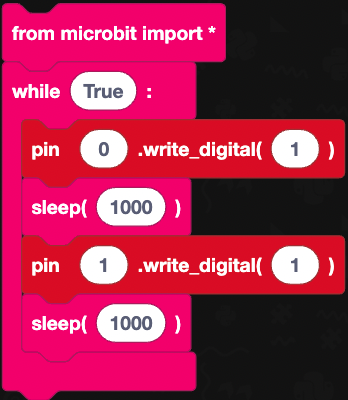 from microbit import *
while True :
pin 0 .write_digital( 1 )
sleep( 1000 )
pin 1 .write_digital( 1 )
sleep( 1000 )